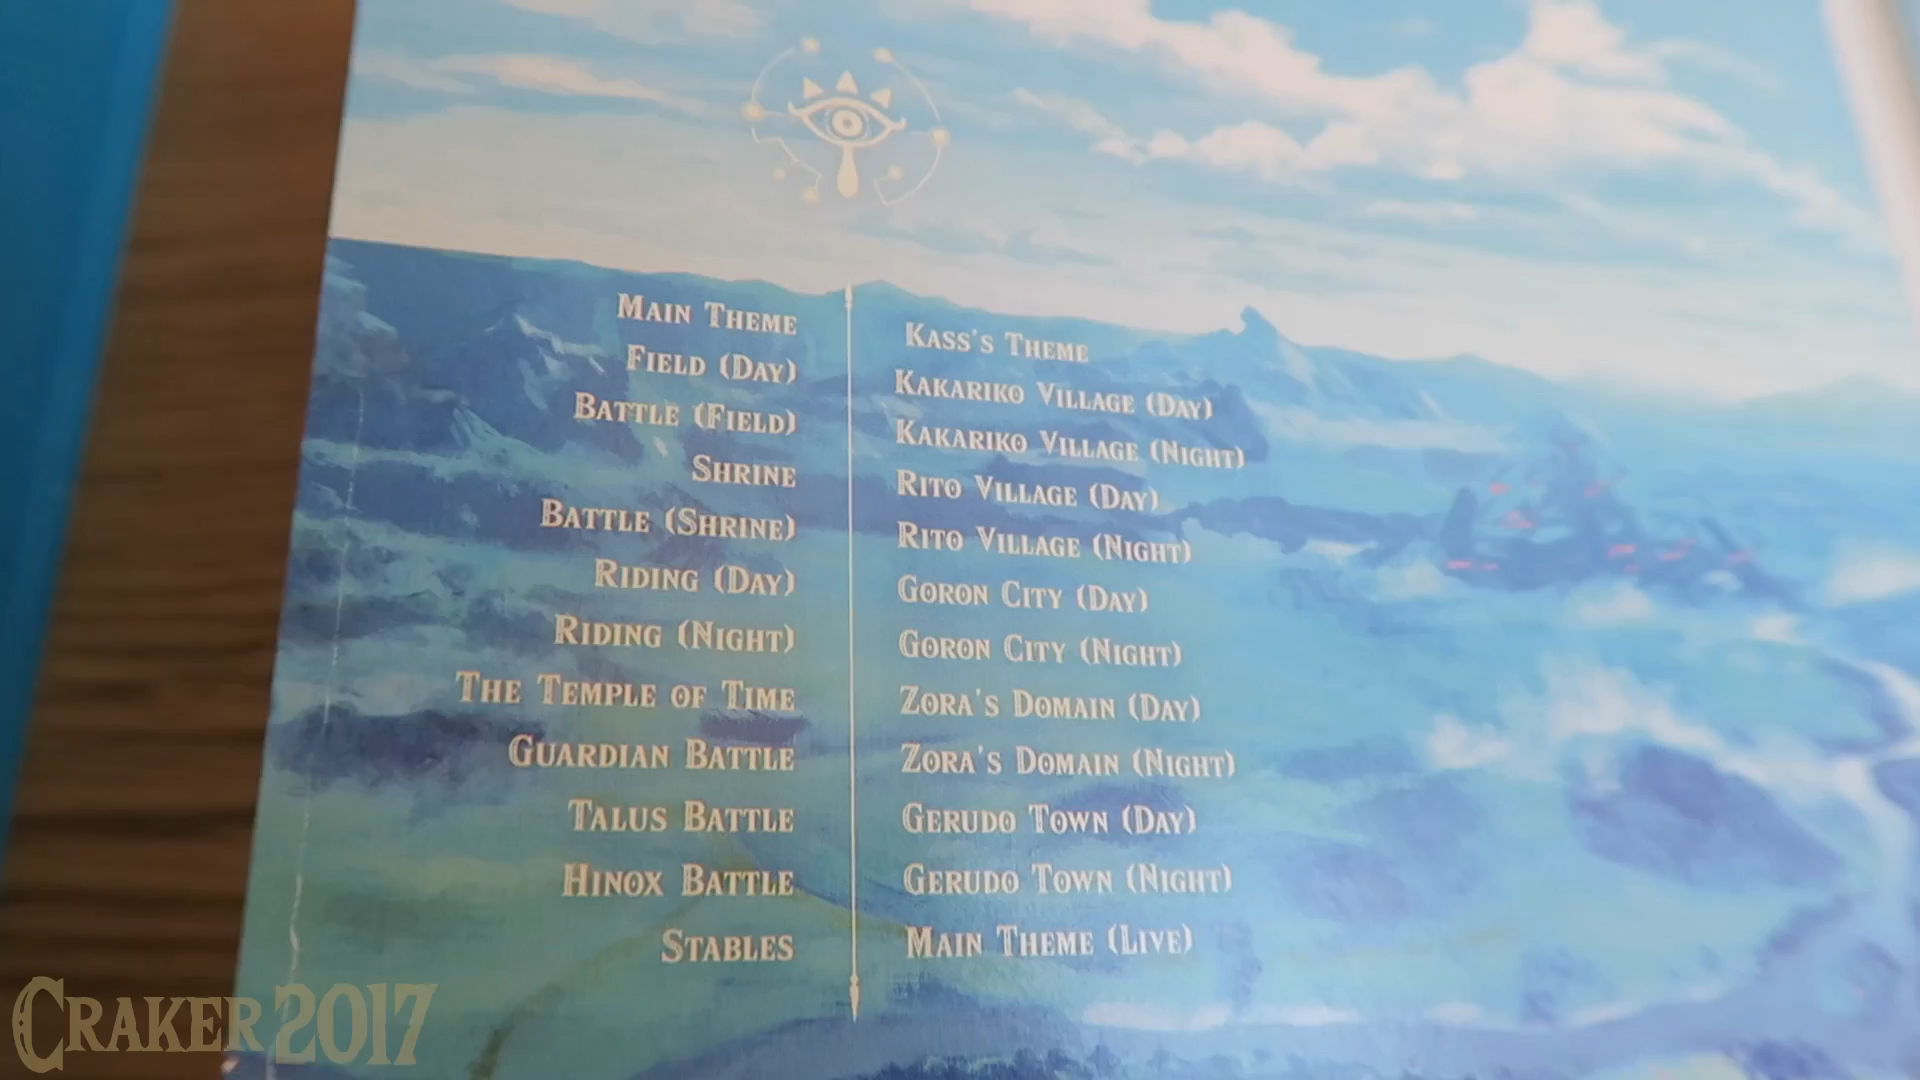 Main Theme
Field (Day)
Battle (Field)
Shrine
Battle (Shrine)
Riding (Day)
Riding (Night)
The Temple of Time
Guardian Battle
Talus Battle
Hinox Battle
Stables
Kass's Theme
Kakariko Village (Day)
Kakariko Village (Night)
Rito Village (Day)
Rito Village (Night)
Goron City (Day)
Goron City (Night)
Zora's Domain (Day)
Zora's Domain (Night)
Gerudo Town (Day)
Gerudo Town (Night)
Main Theme (Live)
Craker 2017